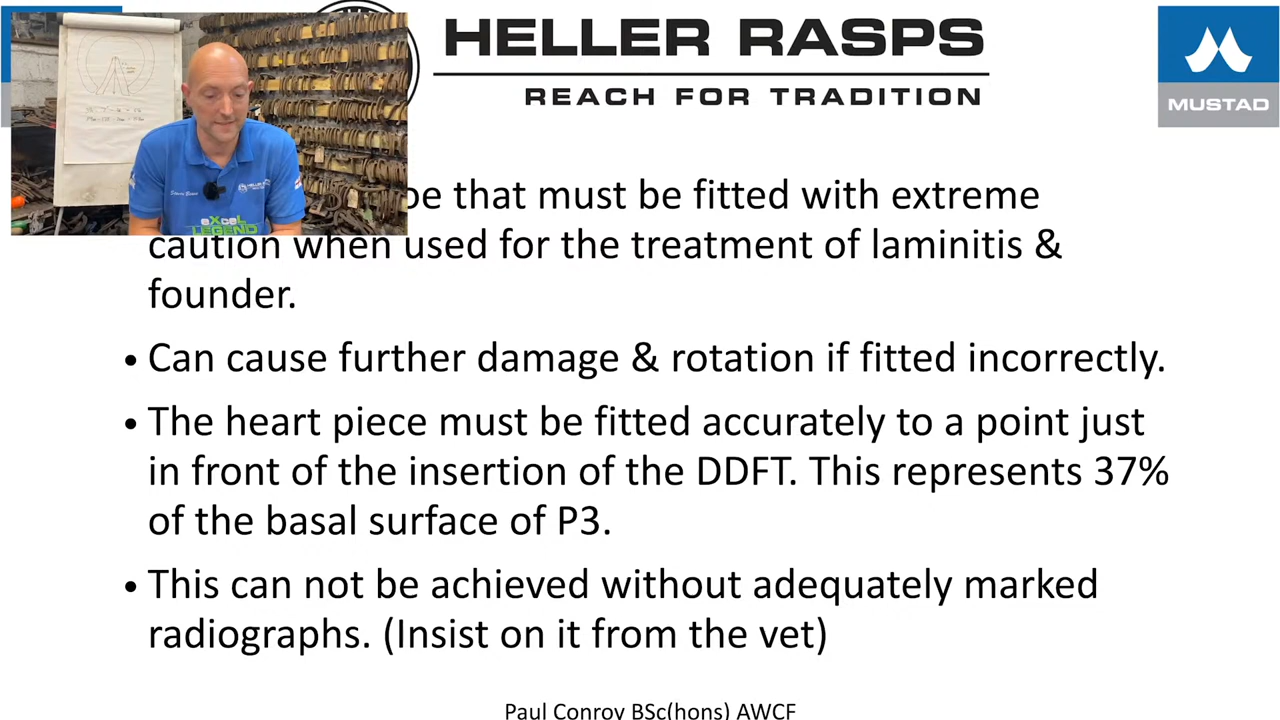 HELLER RASPS
REACH FOR TRADITION
MUSTAD
that must be fitted with extreme
caution when used for the treatment of laminitis &
founder.
• Can cause further damage & rotation if fitted incorrectly.
• The heart piece must be fitted accurately to a point just
in front of the insertion of the DDFT. This represents 37%
of the basal surface of P3.
• This can not be achieved without adequately marked
radiographs. (Insist on it from the vet)
Paul Conroy BSc(hons) AWCF
eXceL
LEGEND